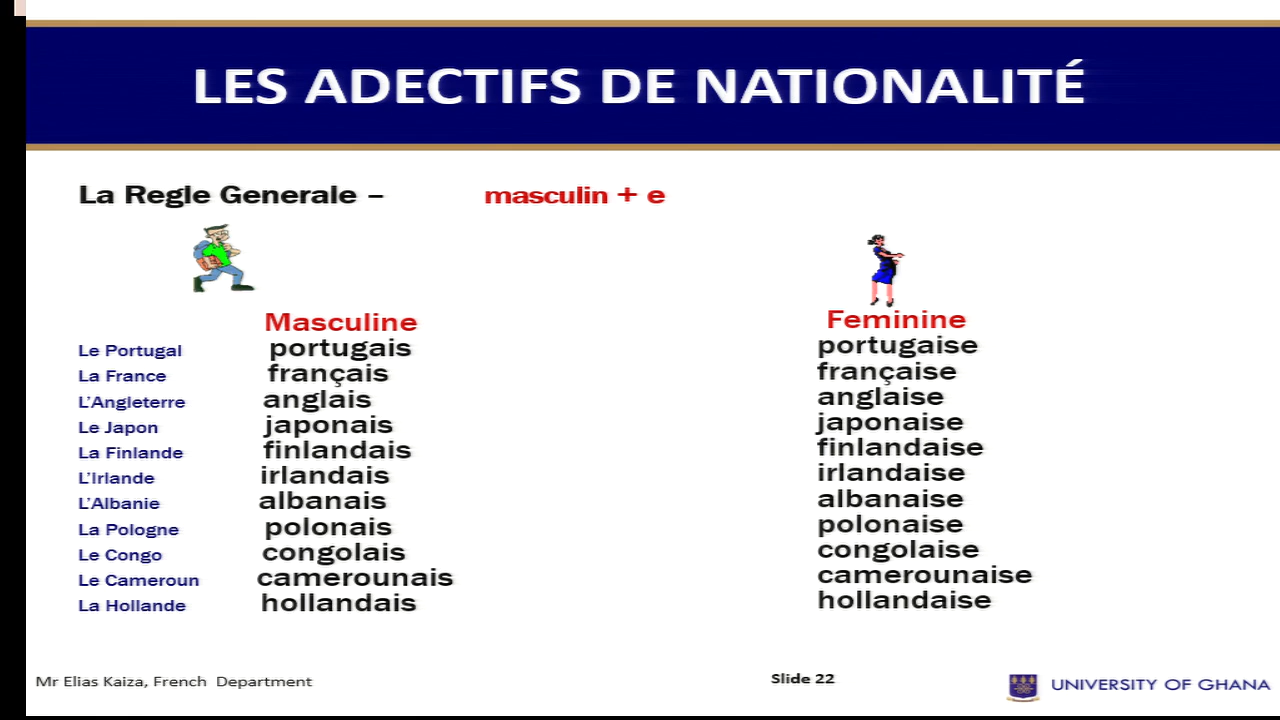 LES ADECTIFS DE NATIONALITÉ
La Regle Generale – masculin + e
Masculine Feminine
Le Portugal portugais portugaise
La France français française
L’Angleterre anglais anglaise
Le Japon japonais japonaise
La Finlande finlandais finlandaise
L’Irlande irlandais irlandaise
L’Albanie albanais albanaise
La Pologne polonais polonaise
Le Congo congolais congolaise
Le Cameroun camerounais camerounaise
La Hollande hollandais hollandaise
Mr Elias Kaiza, French Department Slide 22 UNIVERSITY OF GHANA